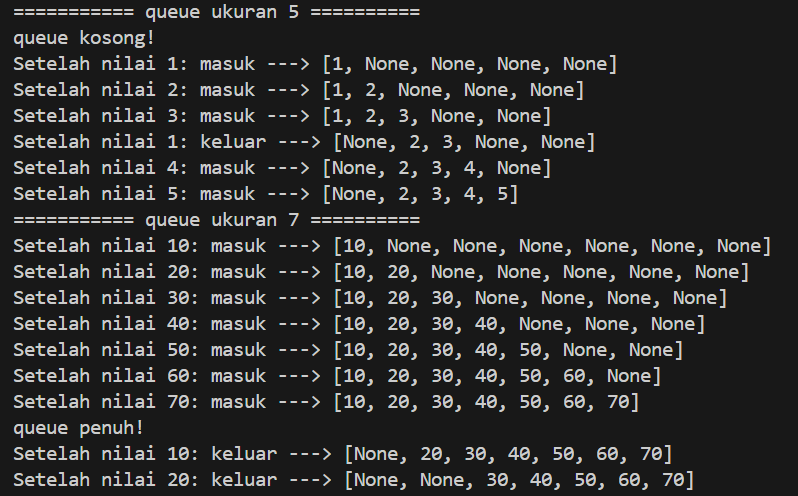 =========== queue ukuran 5 ==========
queue kosong!
Setelah nilai 1: masuk ---> [1, None, None, None, None]
Setelah nilai 2: masuk ---> [1, 2, None, None, None]
Setelah nilai 3: masuk ---> [1, 2, 3, None, None]
Setelah nilai 1: keluar ---> [None, 2, 3, None, None]
Setelah nilai 4: masuk ---> [None, 2, 3, 4, None]
Setelah nilai 5: masuk ---> [None, 2, 3, 4, 5]
=========== queue ukuran 7 ==========
Setelah nilai 10: masuk ---> [10, None, None, None, None, None, None]
Setelah nilai 20: masuk ---> [10, 20, None, None, None, None, None]
Setelah nilai 30: masuk ---> [10, 20, 30, None, None, None, None]
Setelah nilai 40: masuk ---> [10, 20, 30, 40, None, None, None]
Setelah nilai 50: masuk ---> [10, 20, 30, 40, 50, None, None]
Setelah nilai 60: masuk ---> [10, 20, 30, 40, 50, 60, None]
Setelah nilai 70: masuk ---> [10, 20, 30, 40, 50, 60, 70]
queue penuh!
Setelah nilai 10: keluar ---> [None, 20, 30, 40, 50, 60, 70]
Setelah nilai 20: keluar ---> [None, None, 30, 40, 50, 60, 70]